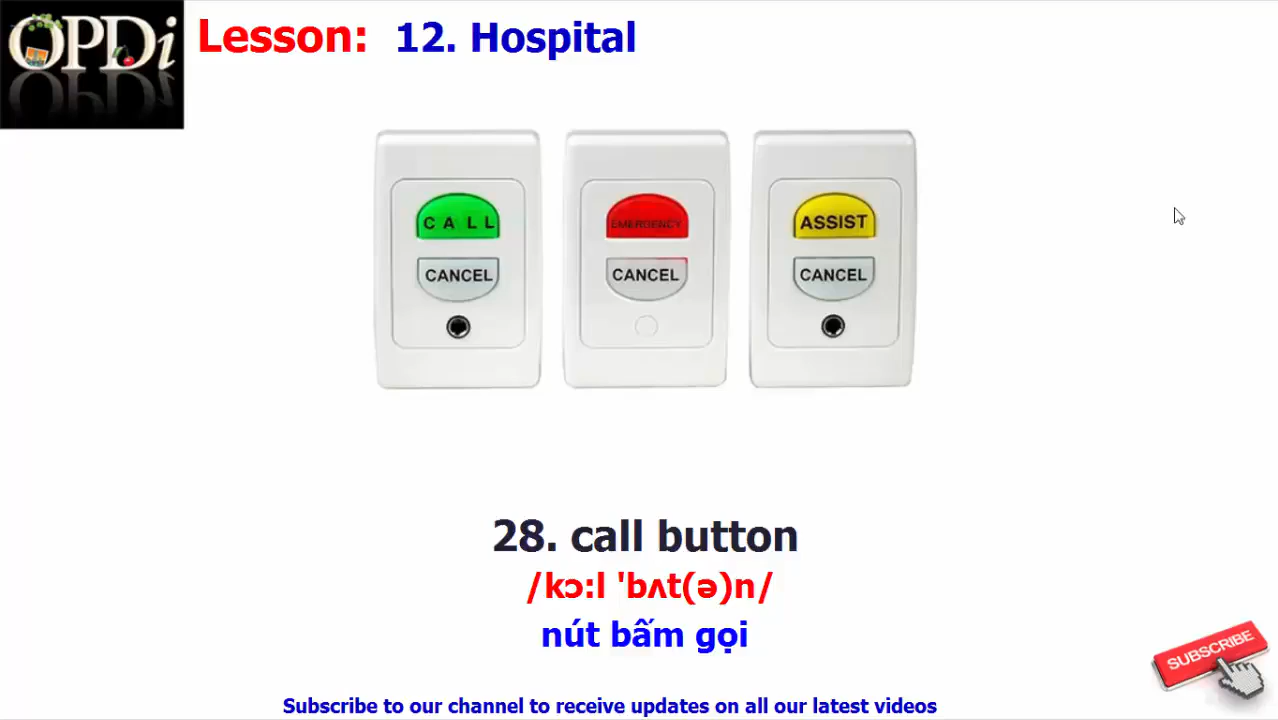 OPDi
Lesson: 12. Hospital
CALL
CANCEL
EMERGENCY
CANCEL
ASSIST
CANCEL
28. call button
/kɔ:l 'bʌt(ə)n/
nút bấm gọi
SUBSCRIBE
Subscribe to our channel to receive updates on all our latest videos